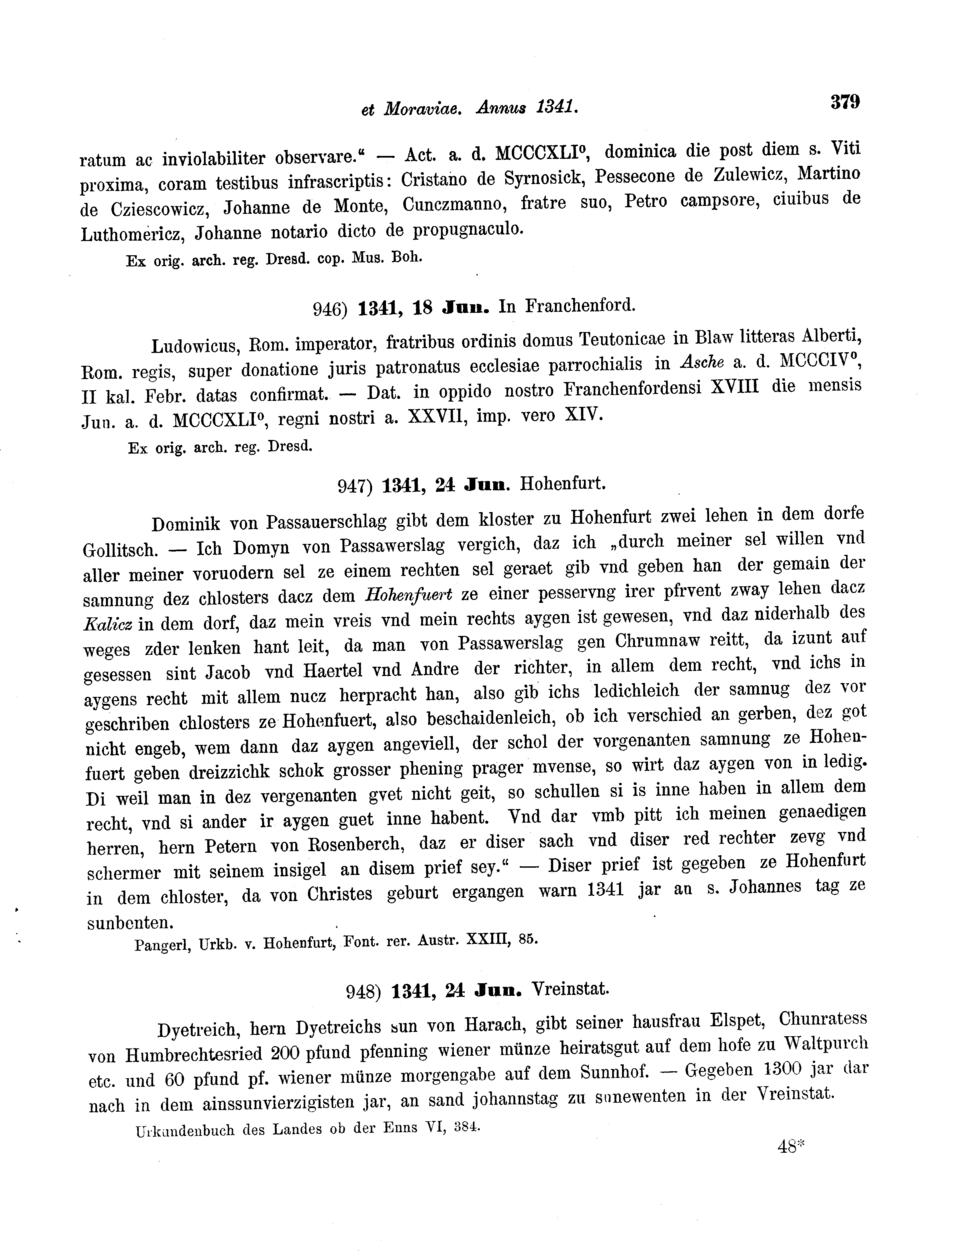 et Moraviae. Annus 1341. 379
ratum ac inviolabiliter observare.“ — Act. a. d. MCCCXLI⁰, dominica die post diem s. Viti
proxima, coram testibus infrascriptis: Cristano de Syrnosick, Pessecone de Zulewicz, Martino
de Cziescowicz, Johanne de Monte, Cunczmanno, fratre suo, Petro campsore, ciuibus de
Luthomericz, Johanne notario dicto de propugnaculo.
Ex orig. arch. reg. Dresd. cop. Mus. Boh.
946) 1341, 18 Jun. In Franchenford.
Ludowicus, Rom. imperator, fratribus ordinis domus Teutonicae in Blaw litteras Alberti,
Rom. regis, super donatione juris patronatus ecclesiae parrochialis in Asche a. d. MCCCIV⁰,
II kal. Febr. datas confirmat. — Dat. in oppido nostro Franchenfordensi XVIII die mensis
Jun. a. d. MCCCXLI⁰, regni nostri a. XXVII, imp. vero XIV.
Ex orig. arch. reg. Dresd.
947) 1341, 24 Jun. Hohenfurt.
Dominik von Passauerschlag gibt dem kloster zu Hohenfurt zwei lehen in dem dorfe
Gollitsch. — Ich Domyn von Passawerslag vergich, daz ich „durch meiner sel willen vnd
aller meiner voruodern sel ze einem rechten sel geraet gib vnd geben han der gemain der
samnung dez chlosters dacz dem Hohenfuert ze einer pesservng irer pfrvent zway lehen dacz
Kalicz in dem dorf, daz mein vreis vnd mein rechts aygen ist gewesen, vnd daz niderhalb des
weges zder lenken hant leit, da man von Passawerslag gen Chrumnaw reitt, da izunt auf
gesessen sint Jacob vnd Haertel vnd Andre der richter, in allem dem recht, vnd ichs in
aygens recht mit allem nucz herpracht han, also gib ichs ledichleich der samnug dez vor
geschriben chlosters ze Hohenfuert, also beschaidenleich, ob ich verschied an gerben, dez got
nicht engeb, wem dann daz aygen angeviell, der schol der vorgenanten samnung ze Hohen-
fuert geben dreizzichk schok grosser phening prager mvense, so wirt daz aygen von in ledig.
Di weil man in dez vergenanten gvet nicht geit, so schullen si is inne haben in allem dem
recht, vnd si ander ir aygen guet inne habent. Vnd dar vmb pitt ich meinen genaedigen
herren, hern Petern von Rosenberch, daz er diser sach vnd diser red rechter zevg vnd
schermer mit seinem insigel an disem prief sey.“ — Diser prief ist gegeben ze Hohenfurt
in dem chloster, da von Christes geburt ergangen warn 1341 jar an s. Johannes tag ze
sunbenten.
Pangerl, Urkb. v. Hohenfurt, Font. rer. Austr. XXIII, 85.
948) 1341, 24 Jun. Vreinstat.
Dyetreich, hern Dyetreichs sun von Harach, gibt seiner hausfrau Elspet, Chunratess
von Humbrechtesried 200 pfund pfenning wiener münze heiratsgut auf dem hofe zu Waltpurch
etc. und 60 pfund pf. wiener münze morgengabe auf dem Sunnhof. — Gegeben 1300 jar dar
nach in dem ainssunvierzigisten jar, an sand johannstag zu sunewenten in der Vreinstat.
Urkundenbuch des Landes ob der Enns VI, 384.
48*